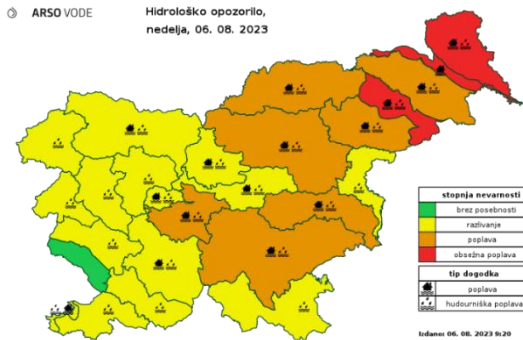 ARSO VODE
Hidrološko opozorilo,
nedelja, 06. 08. 2023
stopnja nevarnosti
brez posebnosti
razlivanje
poplava
obsežna poplava
tip dogodka
poplava
hudourniška poplava
Izdano: 06. 08. 2023 9:20